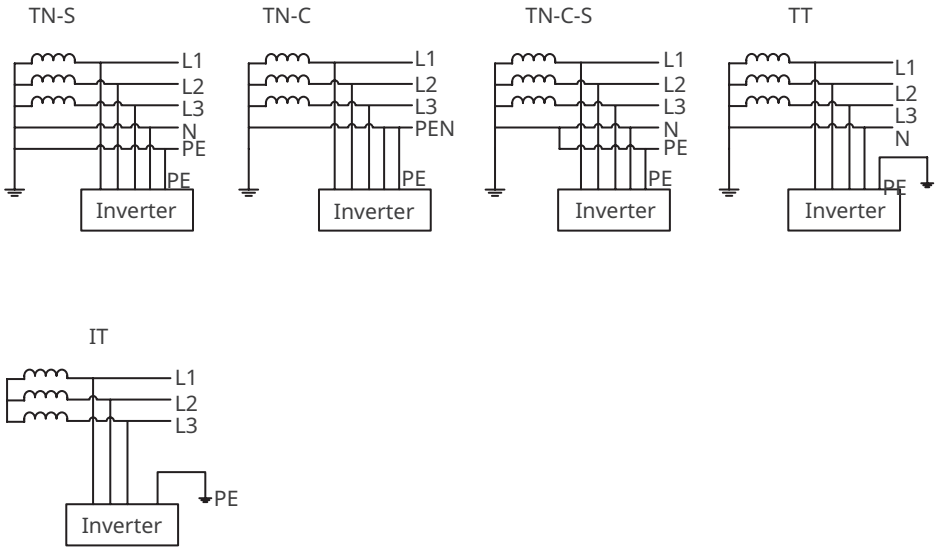 TN-S
L1
L2
L3
N
PE
PE
Inverter
TN-C
L1
L2
L3
PEN
PE
Inverter
TN-C-S
L1
L2
L3
N
PE
PE
Inverter
TT
L1
L2
L3
N
PE
Inverter
IT
L1
L2
L3
PE
Inverter